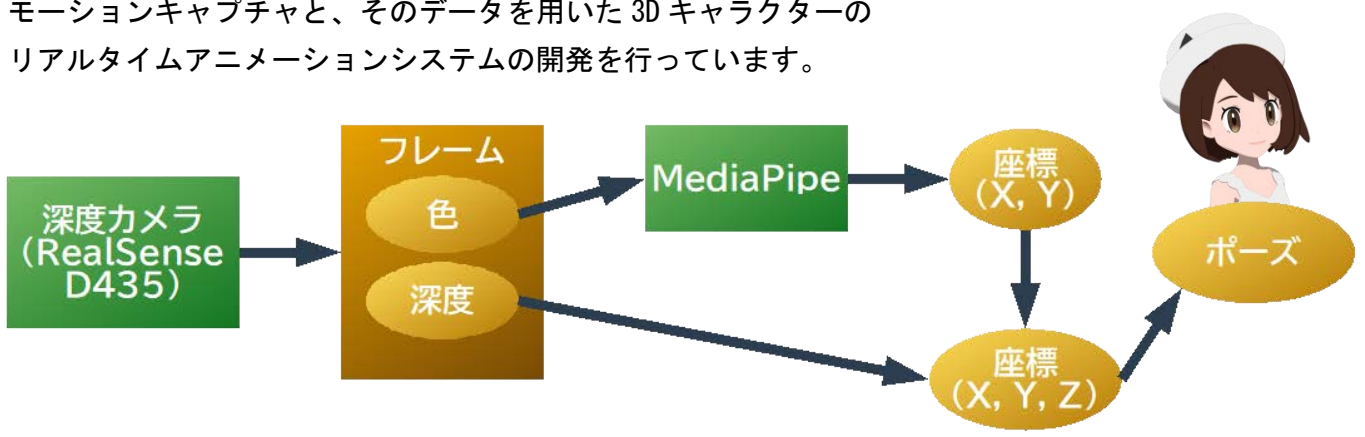 モーションキャプチャと、そのデータを用いた 3D キャラクターの
リアルタイムアニメーションシステムの開発を行っています。
深度カメラ
(RealSense
D435)
フレーム
色
深度
MediaPipe
座標
(X, Y)
座標
(X, Y, Z)
ポーズ